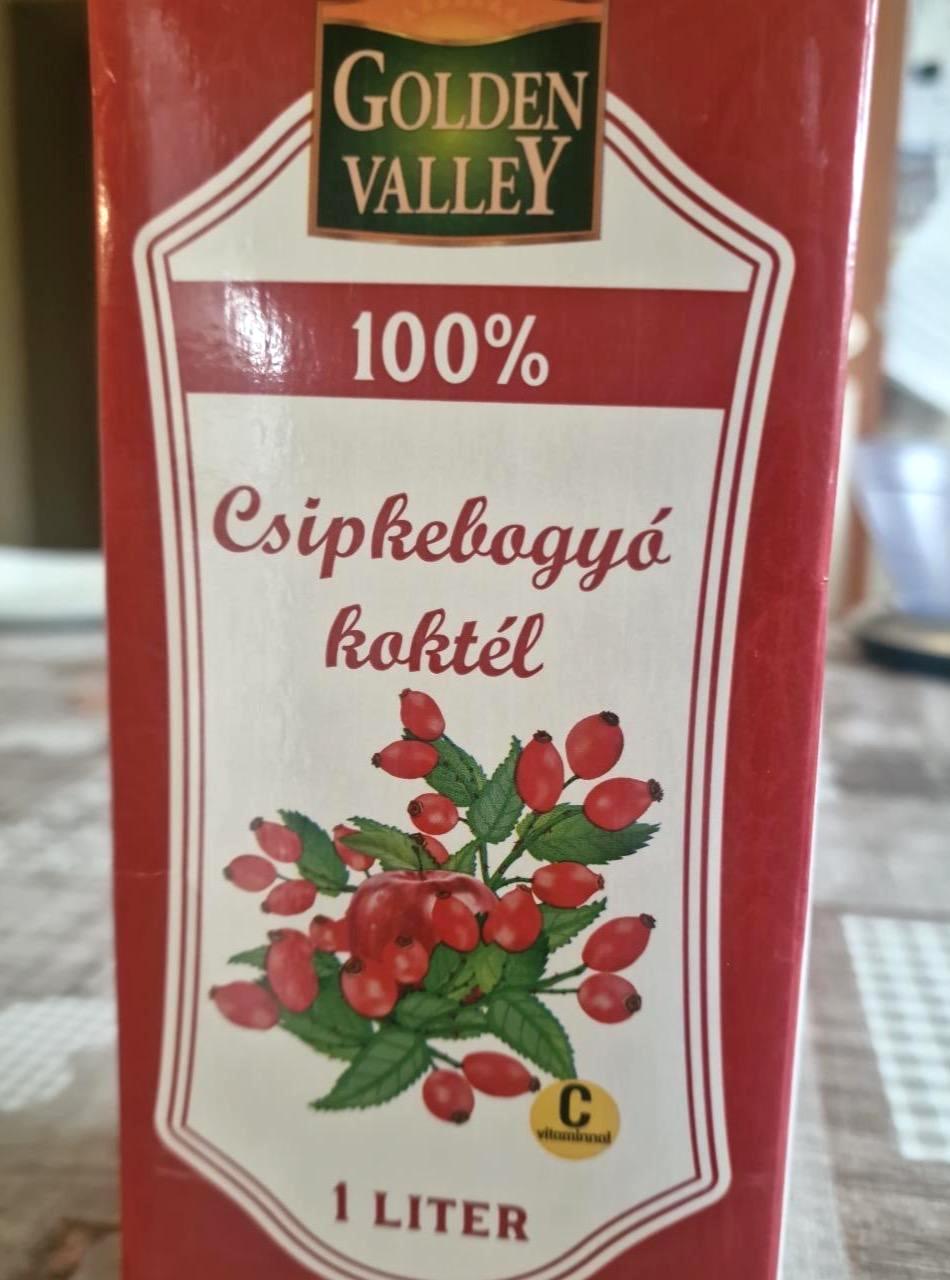 GOLDEN
VALLEY
100%
Csipkebogyó
koktél
C
vitaminnal
1 LITER